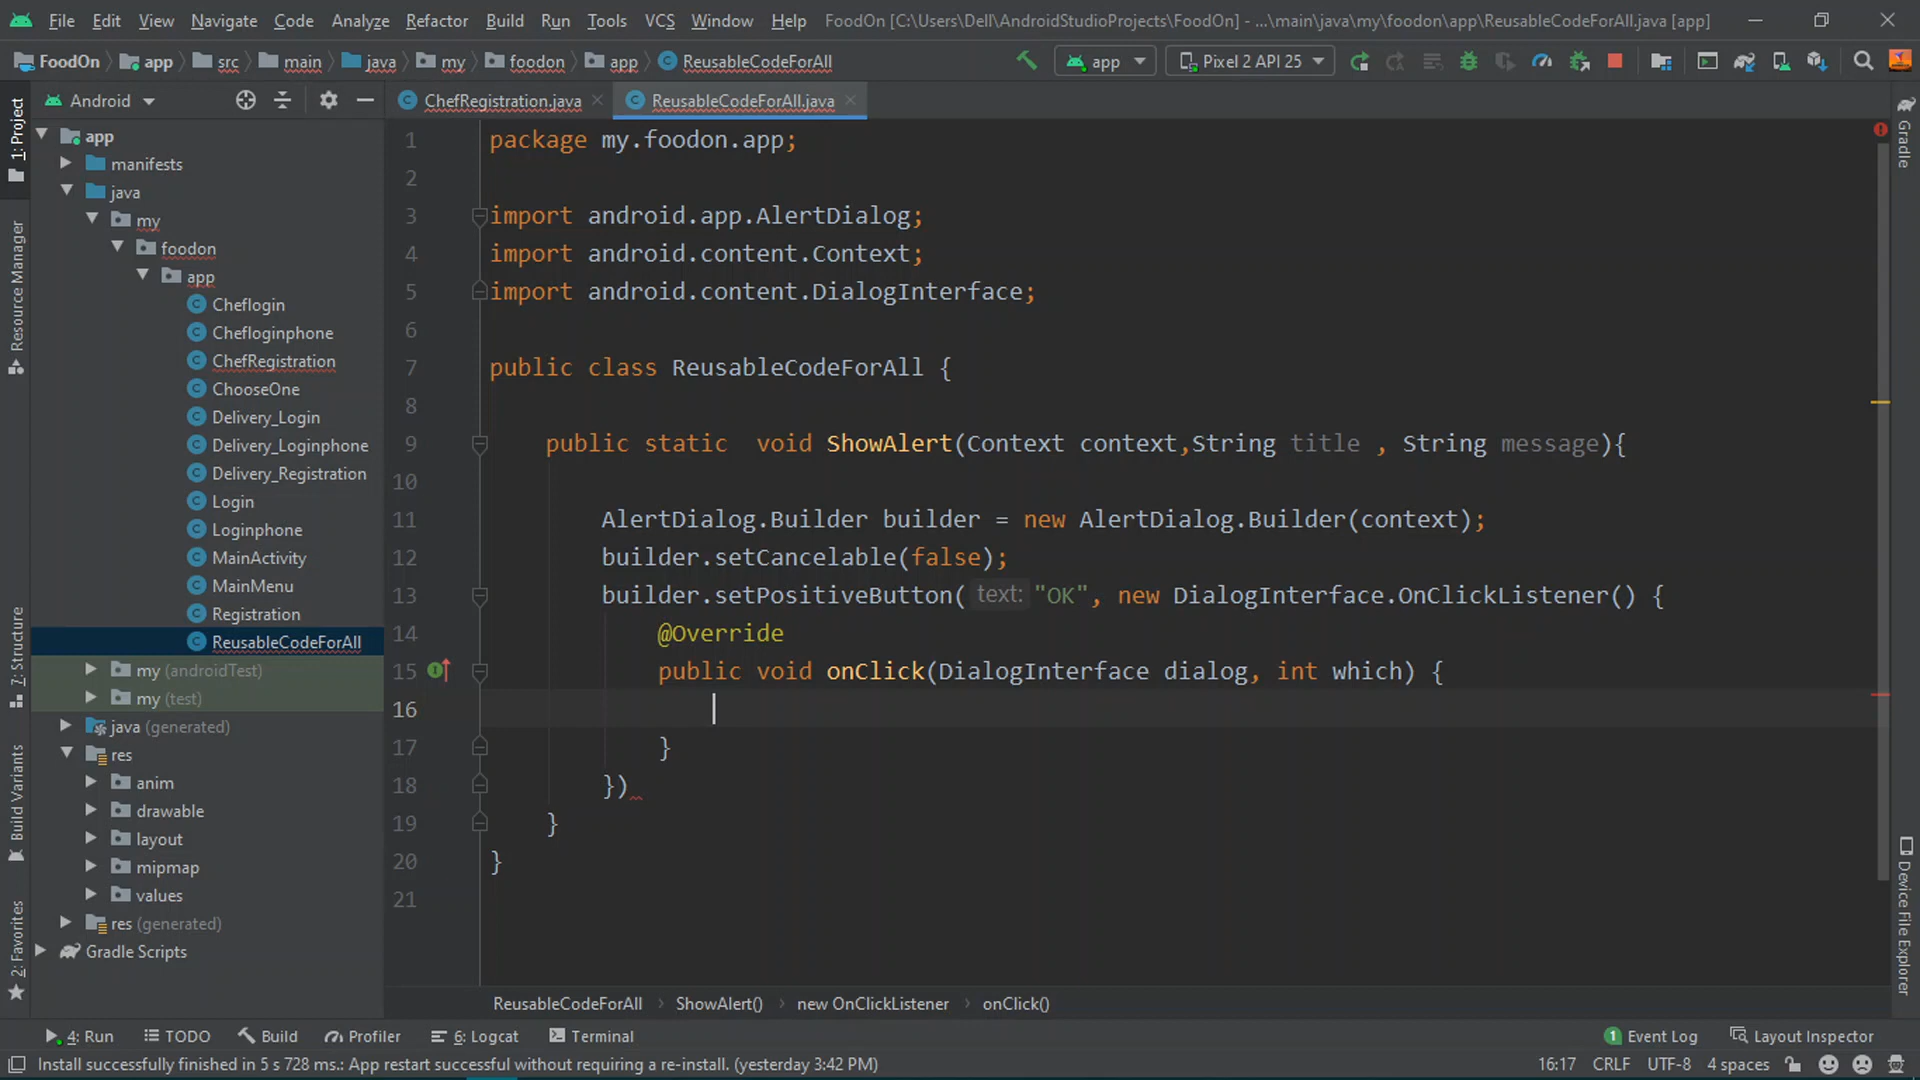 File Edit View Navigate Code Analyze Refactor Build Run Tools VCS Window Help FoodOn [C:\Users\Dell\AndroidStudioProjects\FoodOn] - ...\main\java\my\foodon\app\ReusableCodeForAll.java [app]
FoodOn app src main java my foodon app ReusableCodeForAll app Pixel 2 API 25
Android
ChefRegistration.java
ReusableCodeForAll.java
1: Project
Resource Manager
7: Structure
Build Variants
2: Favorites
app
manifests
java
my
foodon
app
Cheflogin
Chefloginphone
ChefRegistration
ChooseOne
Delivery_Login
Delivery_Loginphone
Delivery_Registration
Login
Loginphone
MainActivity
MainMenu
Registration
ReusableCodeForAll
my (androidTest)
my (test)
java (generated)
res
anim
drawable
layout
mipmap
values
res (generated)
Gradle Scripts
1 package my.foodon.app;
2
3 import android.app.AlertDialog;
4 import android.content.Context;
5 import android.content.DialogInterface;
6
7 public class ReusableCodeForAll {
8
9 public static  void ShowAlert(Context context,String title , String message){
10
11 AlertDialog.Builder builder = new AlertDialog.Builder(context);
12 builder.setCancelable(false);
13 builder.setPositiveButton( text: "OK", new DialogInterface.OnClickListener() {
14 @Override
15 public void onClick(DialogInterface dialog, int which) {
16
17 }
18 })
19 }
20 }
21
Gradle
Device File Explorer
ReusableCodeForAll › ShowAlert() › new OnClickListener › onClick()
4: Run TODO Build Profiler 6: Logcat Terminal 1 Event Log Layout Inspector
Install successfully finished in 5 s 728 ms.: App restart successful without requiring a re-install. (yesterday 3:42 PM) 16:17 CRLF UTF-8 4 spaces